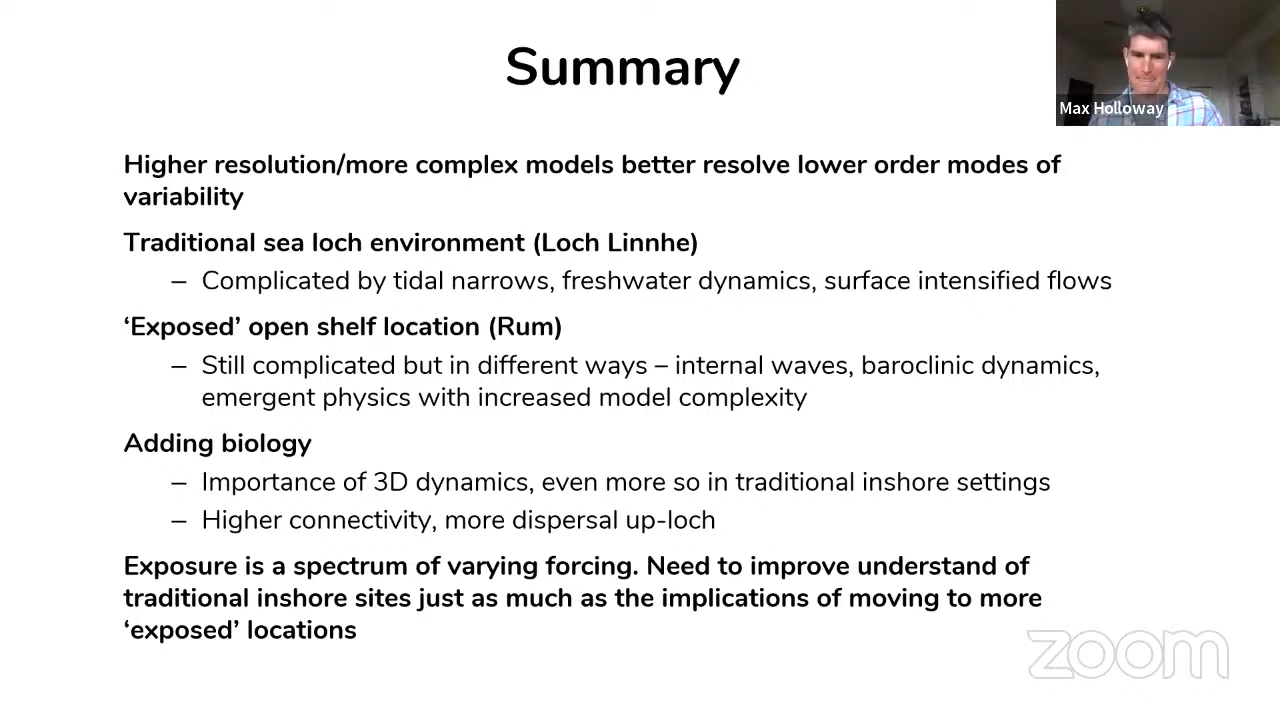 Summary
Max Holloway
Higher resolution/more complex models better resolve lower order modes of
variability
Traditional sea loch environment (Loch Linnhe)
– Complicated by tidal narrows, freshwater dynamics, surface intensified flows
‘Exposed’ open shelf location (Rum)
– Still complicated but in different ways – internal waves, baroclinic dynamics,
emergent physics with increased model complexity
Adding biology
– Importance of 3D dynamics, even more so in traditional inshore settings
– Higher connectivity, more dispersal up-loch
Exposure is a spectrum of varying forcing. Need to improve understand of
traditional inshore sites just as much as the implications of moving to more
‘exposed’ locations
zoom